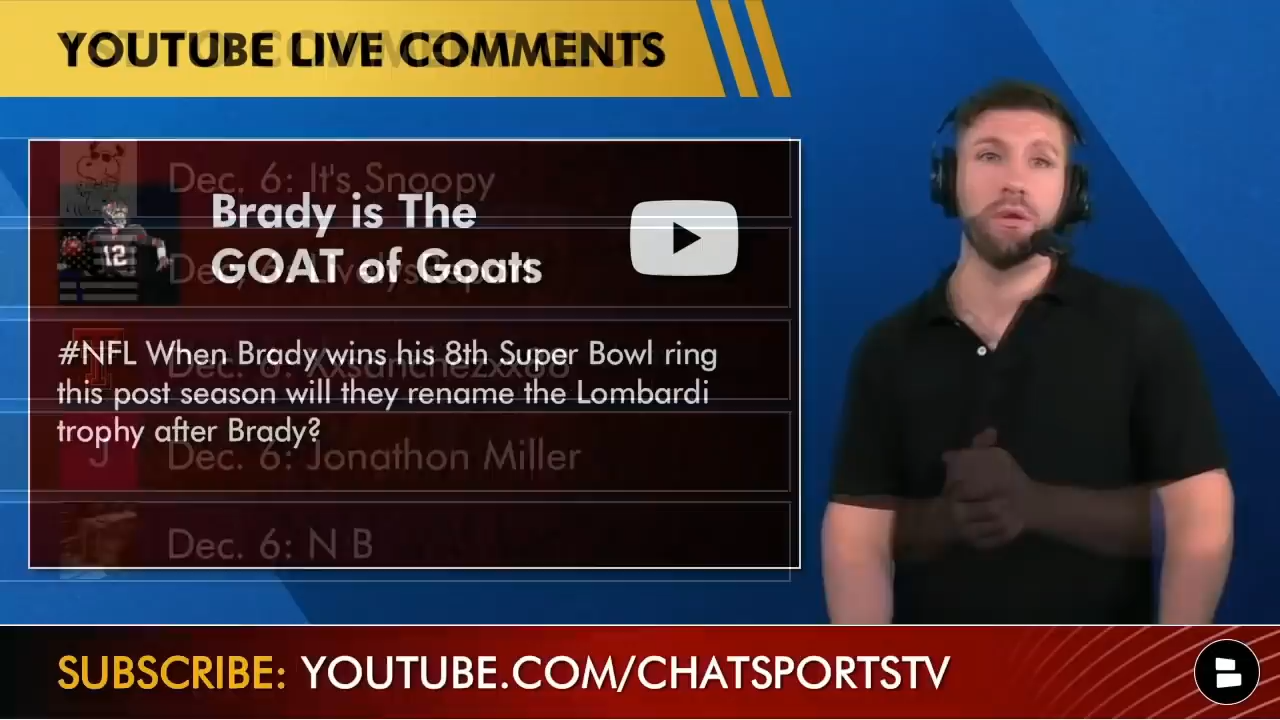 YOUTUBE LIVE COMMENTS
Dec. 6: It's Snoopy
Brady is The
GOAT of Goats
12
#NFL When Brady wins his 8th Super Bowl ring
this post season will they rename the Lombardi
trophy after Brady?
J
Dec. 6: Jonathon Miller
Dec. 6: N B
SUBSCRIBE: YOUTUBE.COM/CHATSPORTSTV